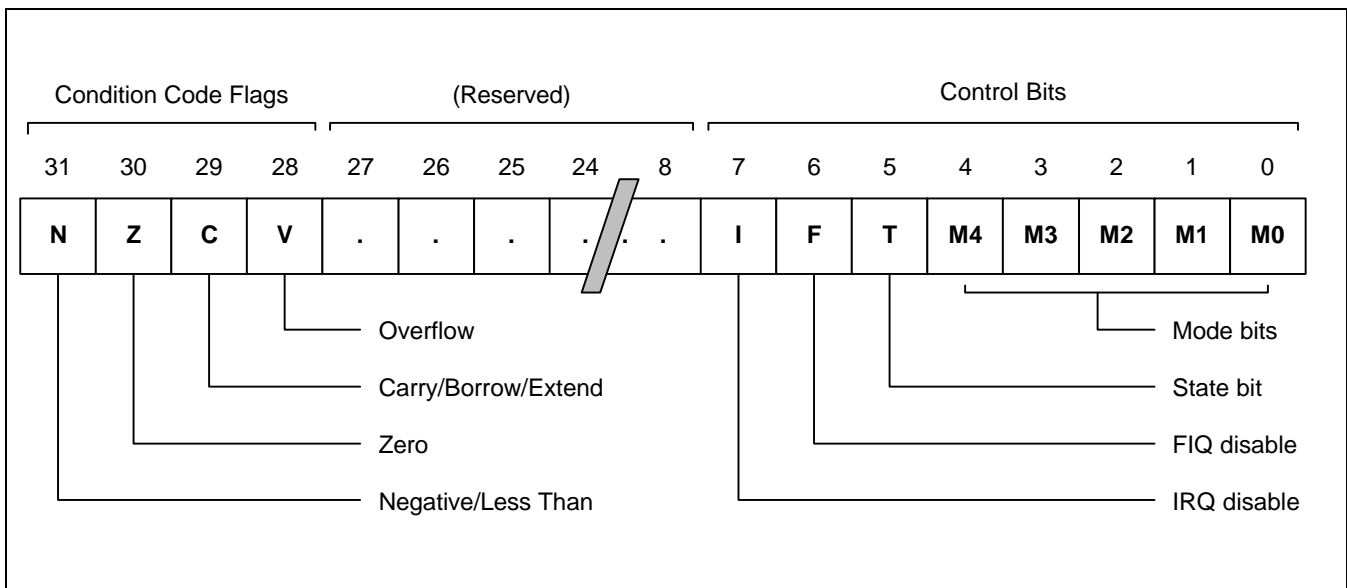 Condition Code Flags (Reserved) Control Bits
31 30 29 28 27 26 25 24 8 7 6 5 4 3 2 1 0
N Z C V . . . . . . I F T M4 M3 M2 M1 M0
Overflow Mode bits
Carry/Borrow/Extend State bit
Zero FIQ disable
Negative/Less Than IRQ disable